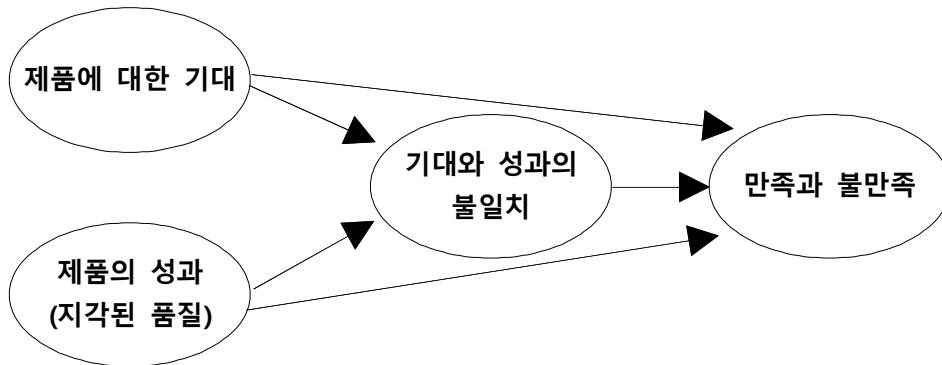 제품에 대한 기대
기대와 성과의
불일치
만족과 불만족
제품의 성과
(지각된 품질)